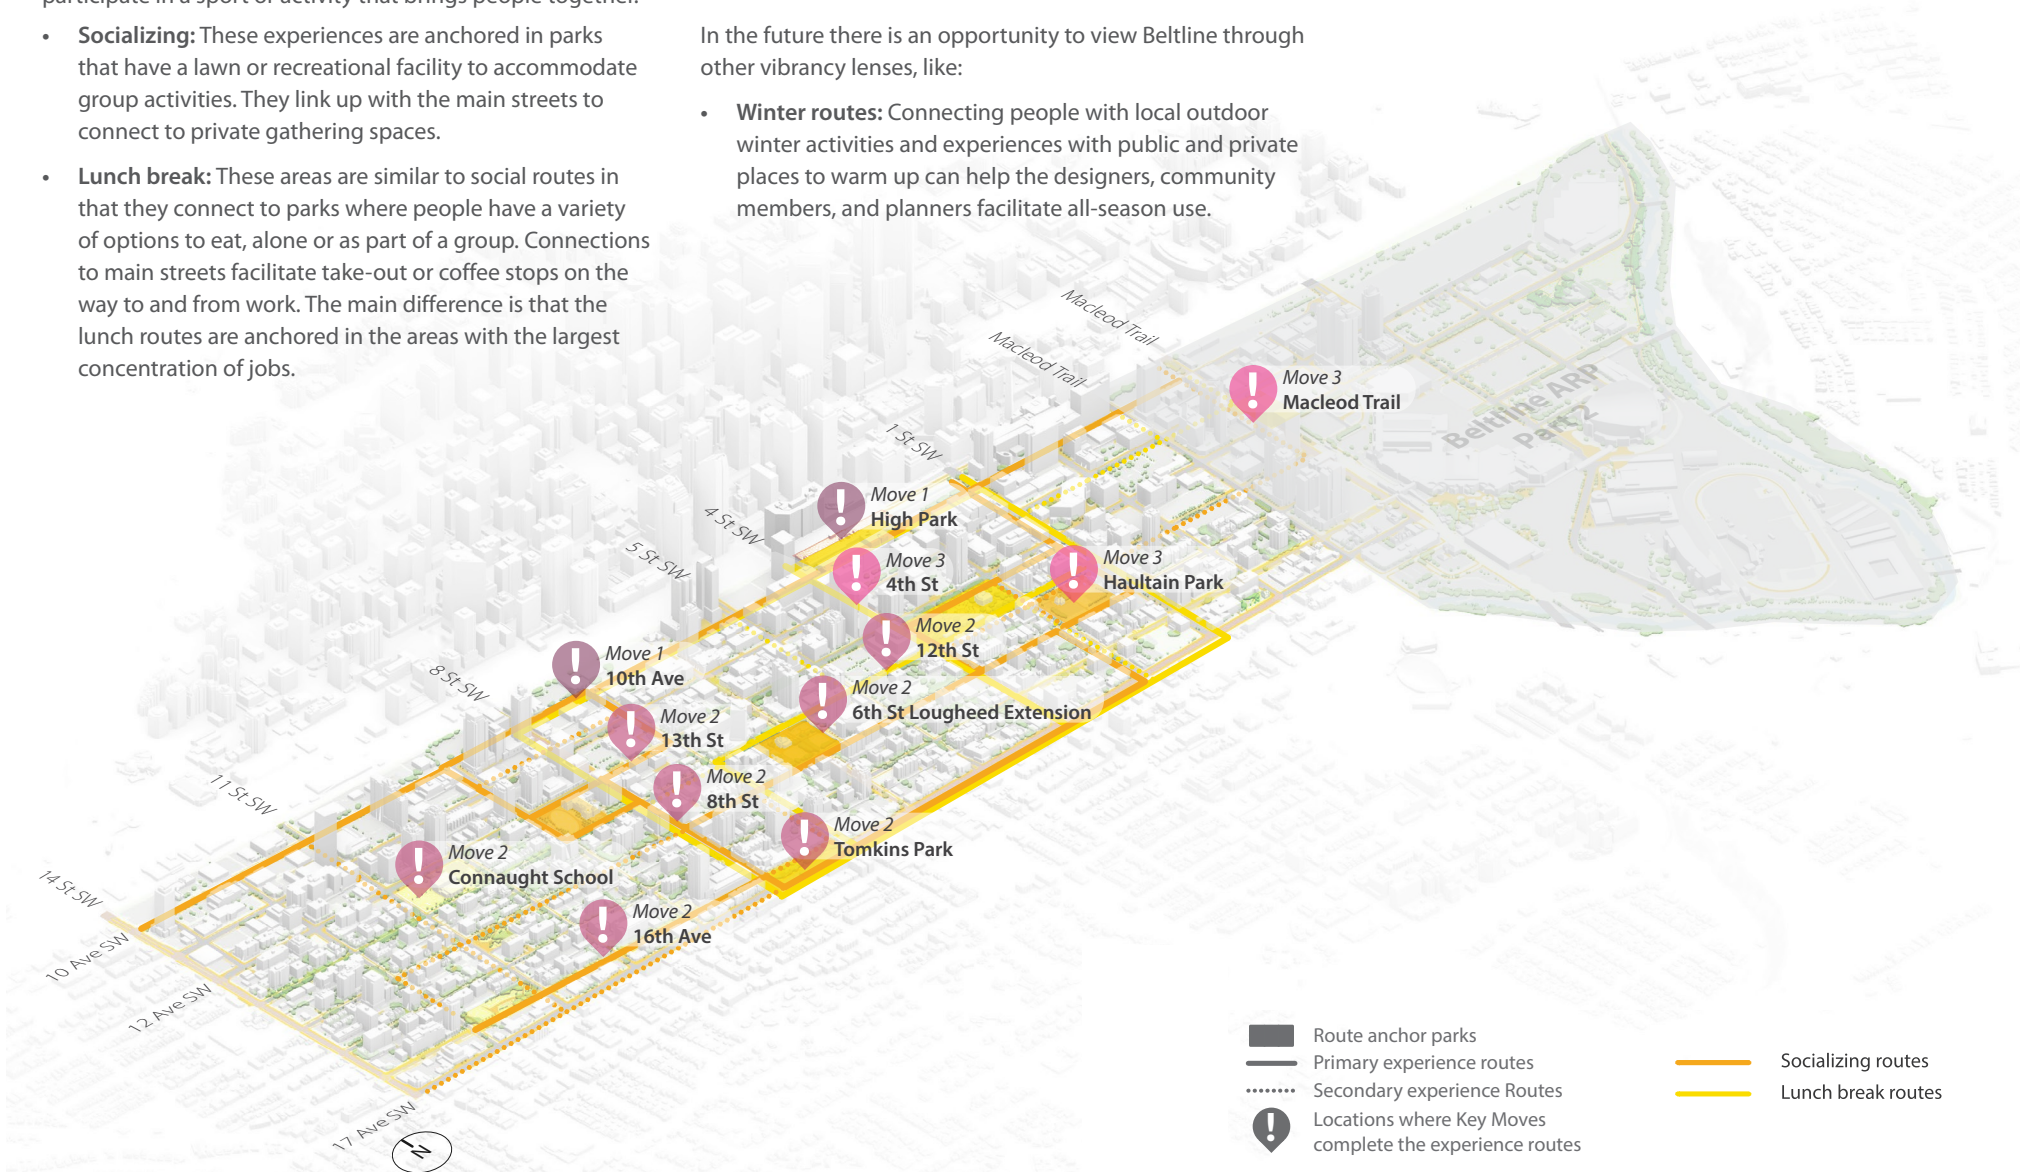 participate in a sport or activity that brings people together.
• Socializing: These experiences are anchored in parks
that have a lawn or recreational facility to accommodate
group activities. They link up with the main streets to
connect to private gathering spaces.
• Lunch break: These areas are similar to social routes in
that they connect to parks where people have a variety
of options to eat, alone or as part of a group. Connections
to main streets facilitate take-out or coffee stops on the
way to and from work. The main difference is that the
lunch routes are anchored in the areas with the largest
concentration of jobs.
In the future there is an opportunity to view Beltline through
other vibrancy lenses, like:
• Winter routes: Connecting people with local outdoor
winter activities and experiences with public and private
places to warm up can help the designers, community
members, and planners facilitate all-season use.
Macleod Trail
Macleod Trail
1 St SW
4 St SW
5 St SW
8 St SW
11 St SW
14 St SW
10 Ave SW
12 Ave SW
17 Ave SW
N
Beltline ARP
Part 2
Move 3
Macleod Trail
Move 1
High Park
Move 3
4th St
Move 3
Haultain Park
Move 2
12th St
Move 1
10th Ave
Move 2
6th St Lougheed Extension
Move 2
13th St
Move 2
8th St
Move 2
Tomkins Park
Move 2
Connaught School
Move 2
16th Ave
Route anchor parks
Primary experience routes
Secondary experience Routes
Locations where Key Moves
complete the experience routes
Socializing routes
Lunch break routes